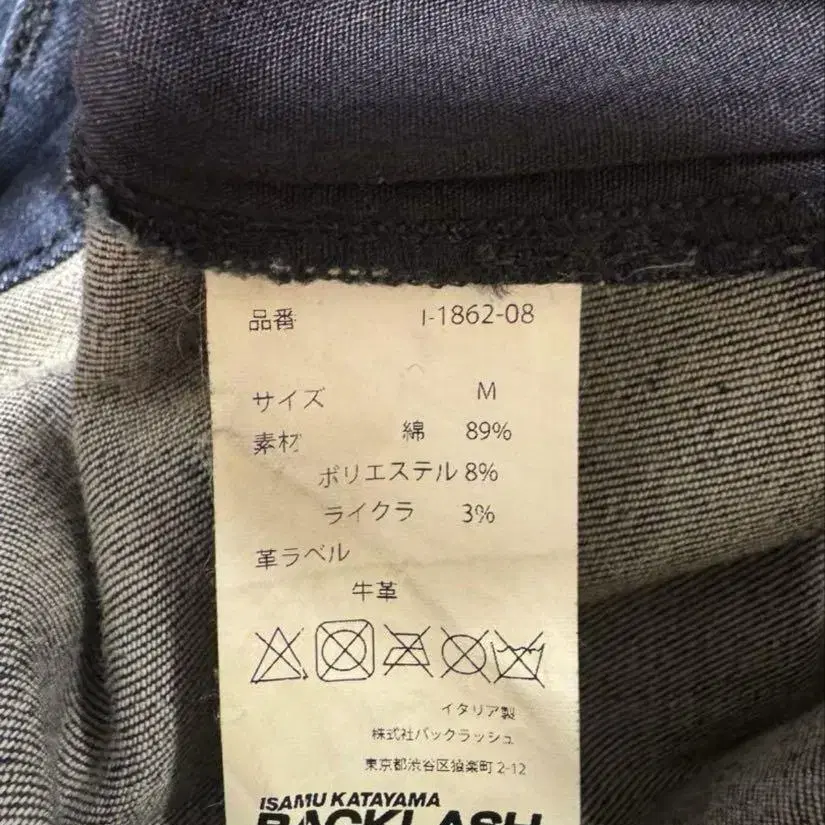 品番 I-1862-08
サイズ M
素材 綿 89%
ポリエステル 8%
ライクラ 3%
革ラベル
牛革
イタリア製
株式会社バックラッシュ
東京都渋谷区猿楽町 2-12
ISAMU KATAYAMA
BACKLASH